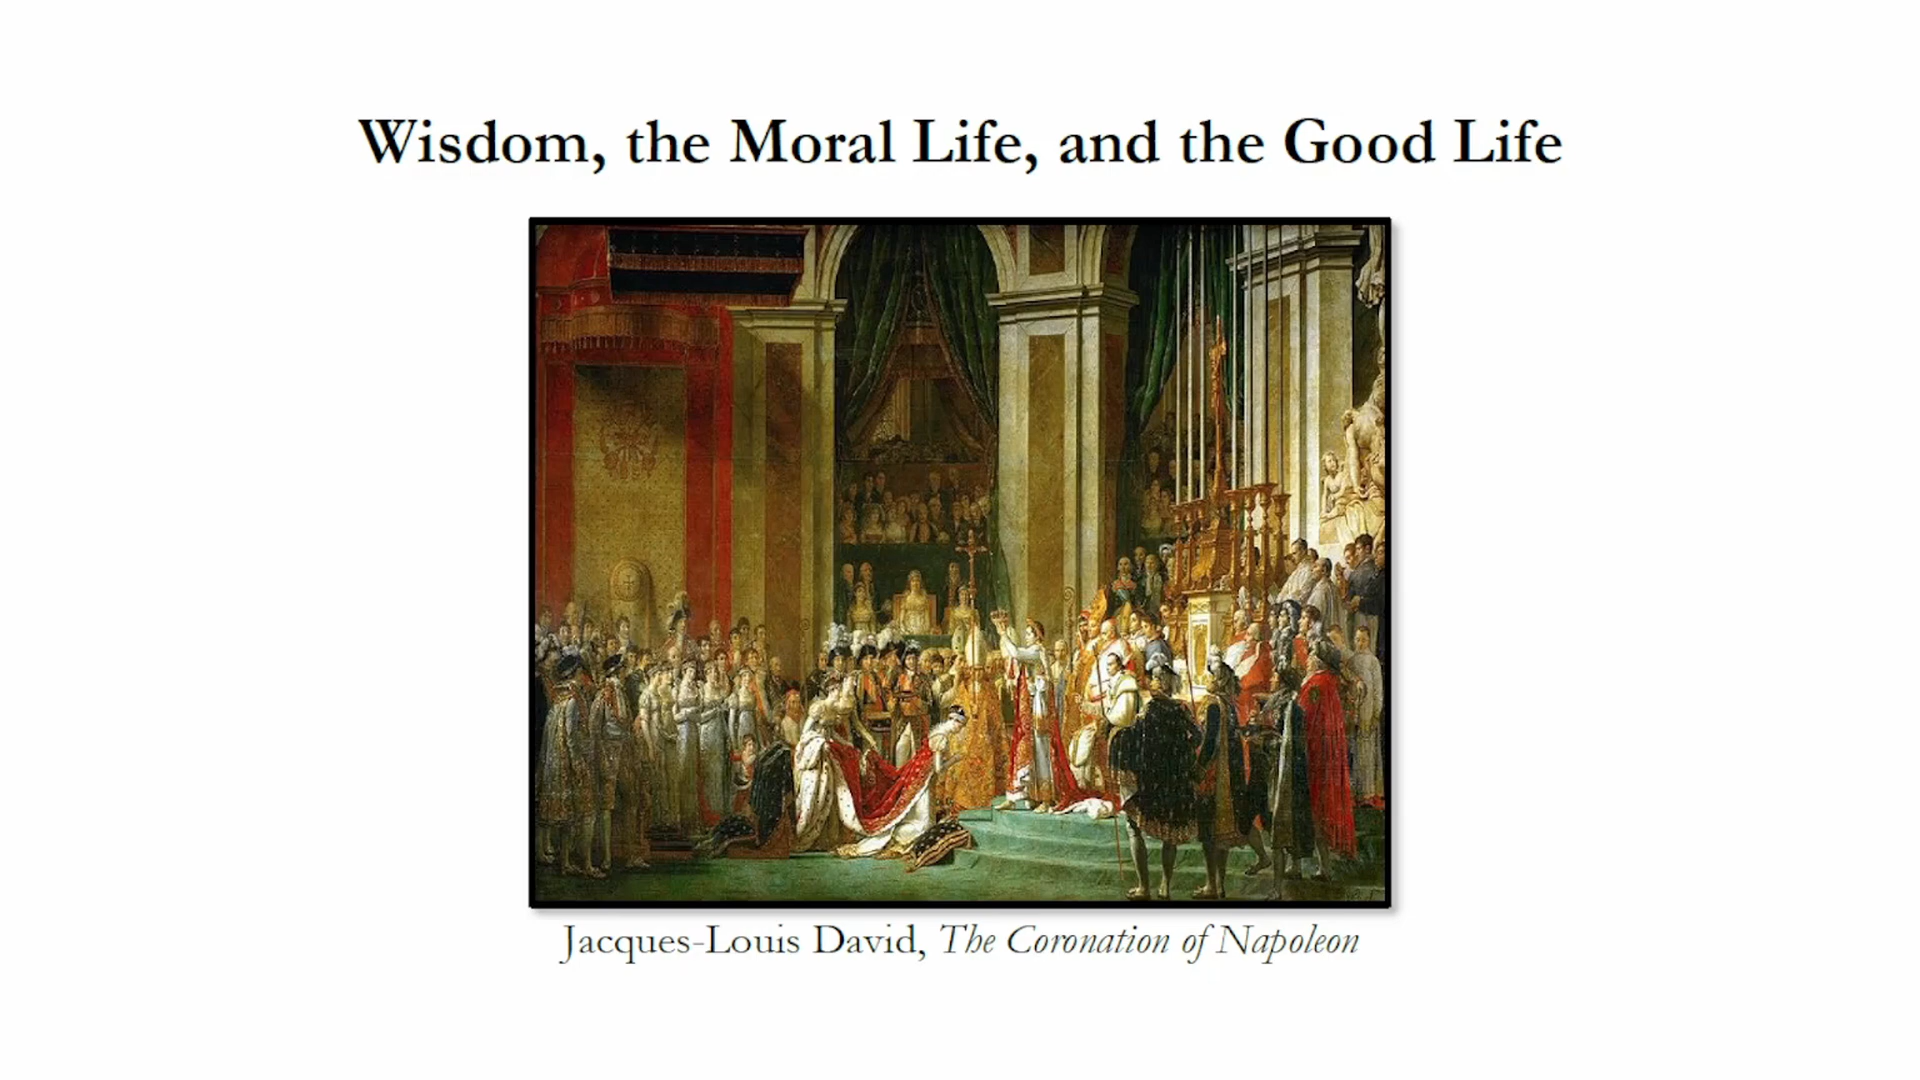 Wisdom, the Moral Life, and the Good Life
Jacques-Louis David, The Coronation of Napoleon